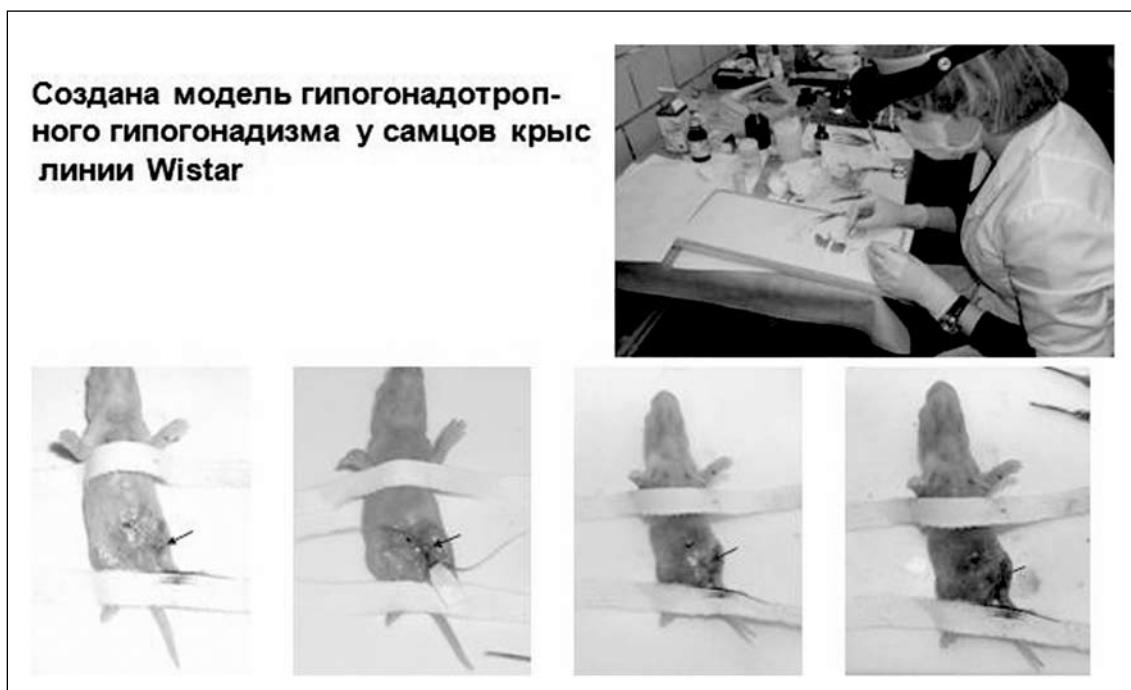 Создана модель гипогонадотроп-
ного гипогонадизма у самцов крыс
линии Wistar